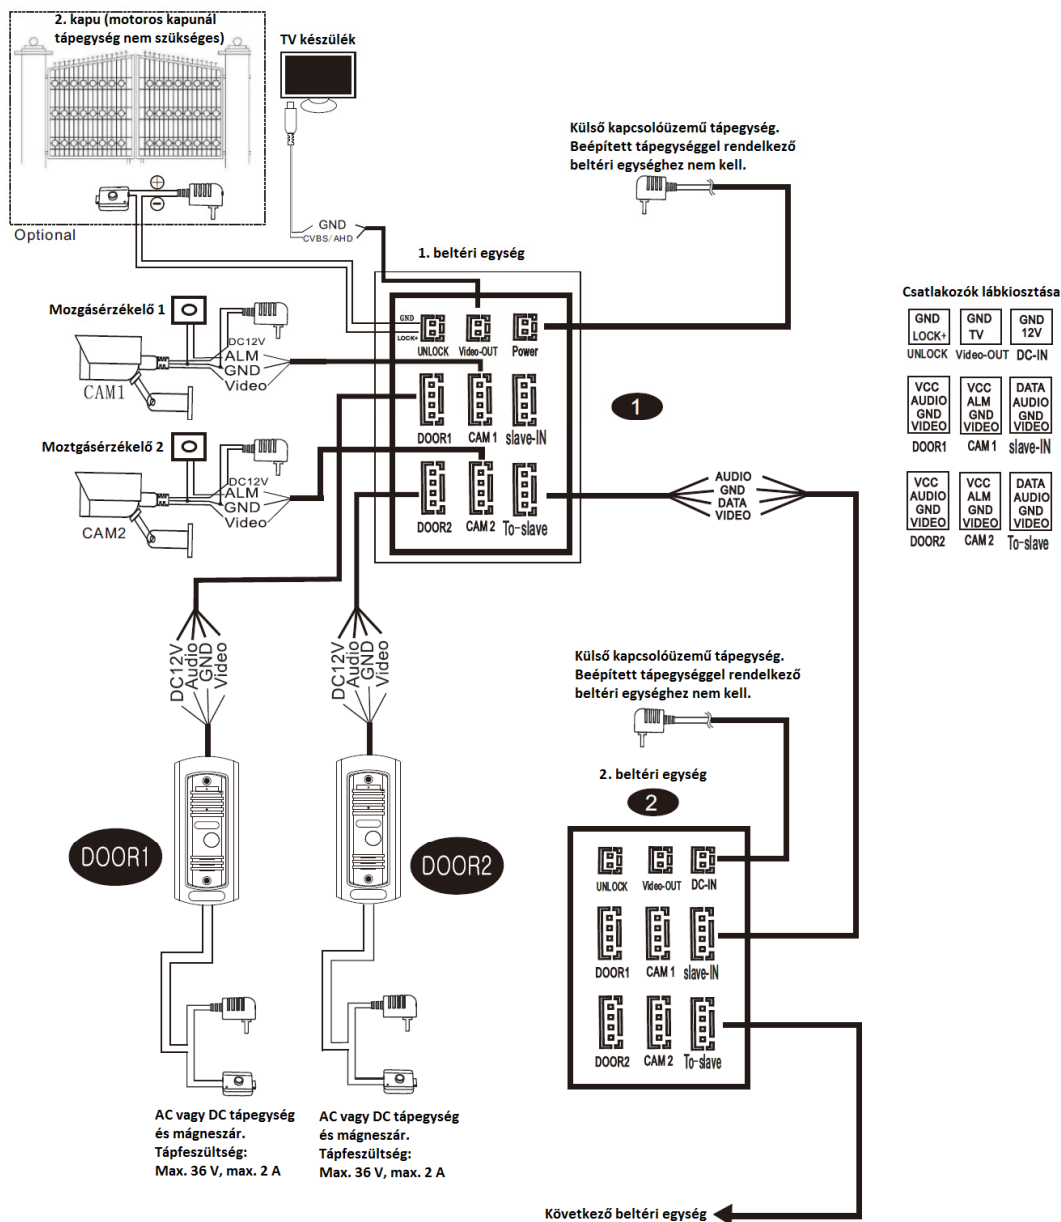 2. kapu (motoros kapunál
tápegység nem szükséges)
Optional
TV készülék
GND
CVBS/AHD
Külső kapcsolóüzemű tápegység.
Beépített tápegységgel rendelkező
beltéri egységhez nem kell.
1. beltéri egység
GND
LOCK+
UNLOCK
Video-OUT
Power
DOOR1
CAM 1
slave-IN
DOOR2
CAM 2
To-slave
1
Mozgásérzékelő 1
DC12V
ALM
GND
Video
CAM1
Moztgásérzékelő 2
DC12V
ALM
GND
Video
CAM2
Csatlakozók lábkiosztása
GND
LOCK+
UNLOCK
GND
TV
Video-OUT
GND
12V
DC-IN
VCC
AUDIO
GND
VIDEO
DOOR1
VCC
ALM
GND
VIDEO
CAM 1
DATA
AUDIO
GND
VIDEO
slave-IN
VCC
AUDIO
GND
VIDEO
DOOR2
VCC
ALM
GND
VIDEO
CAM 2
DATA
AUDIO
GND
VIDEO
To-slave
AUDIO
GND
DATA
VIDEO
DC12V
Audio
GND
Video
DC12V
Audio
GND
Video
DOOR1
DOOR2
AC vagy DC tápegység
és mágneszár.
Tápfeszültség:
Max. 36 V, max. 2 A
AC vagy DC tápegység
és mágneszár.
Tápfeszültség:
Max. 36 V, max. 2 A
Külső kapcsolóüzemű tápegység.
Beépített tápegységgel rendelkező
beltéri egységhez nem kell.
2. beltéri egység
2
UNLOCK
Video-OUT
DC-IN
DOOR1
CAM 1
slave-IN
DOOR2
CAM 2
To-slave
Következő beltéri egység